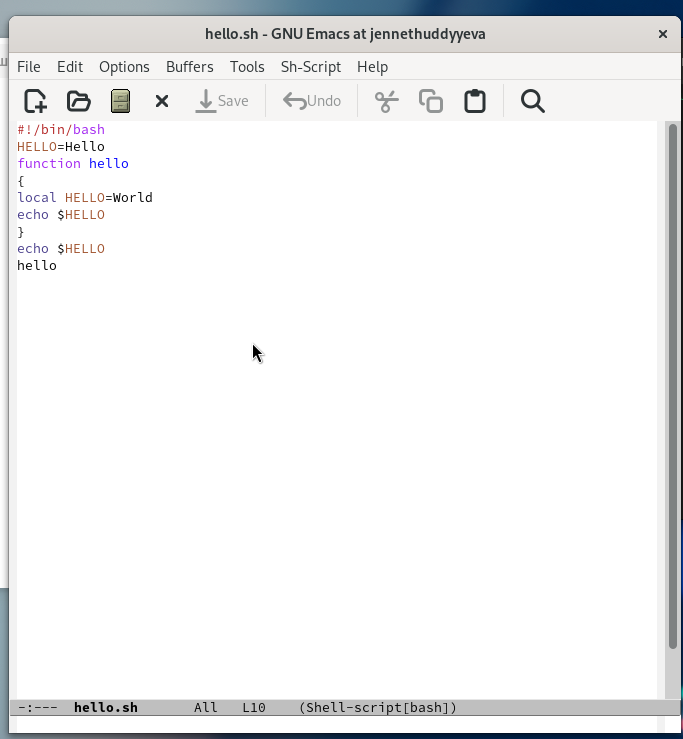 hello.sh - GNU Emacs at jennethuddyyeva
File Edit Options Buffers Tools Sh-Script Help
Save Undo
#!/bin/bash
HELLO=Hello
function hello
{
local HELLO=World
echo $HELLO
}
echo $HELLO
hello
-:--- hello.sh All L10 (Shell-script[bash])